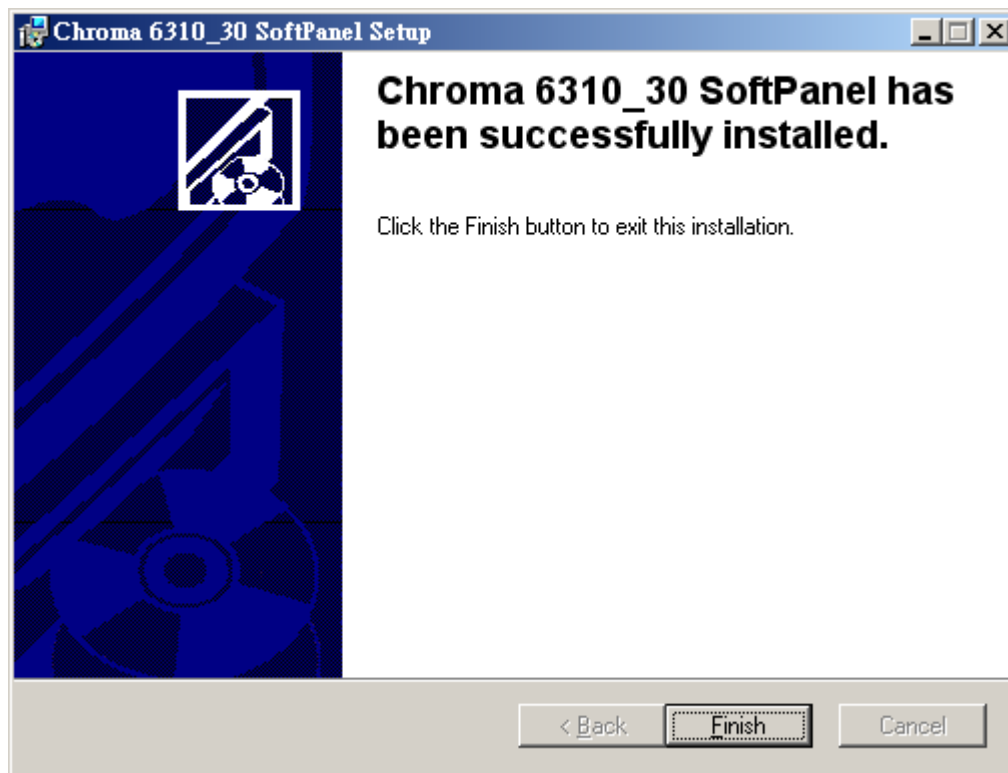 Chroma 6310_30 SoftPanel Setup
Chroma 6310_30 SoftPanel has
been successfully installed.
Click the Finish button to exit this installation.
< Back Finish Cancel